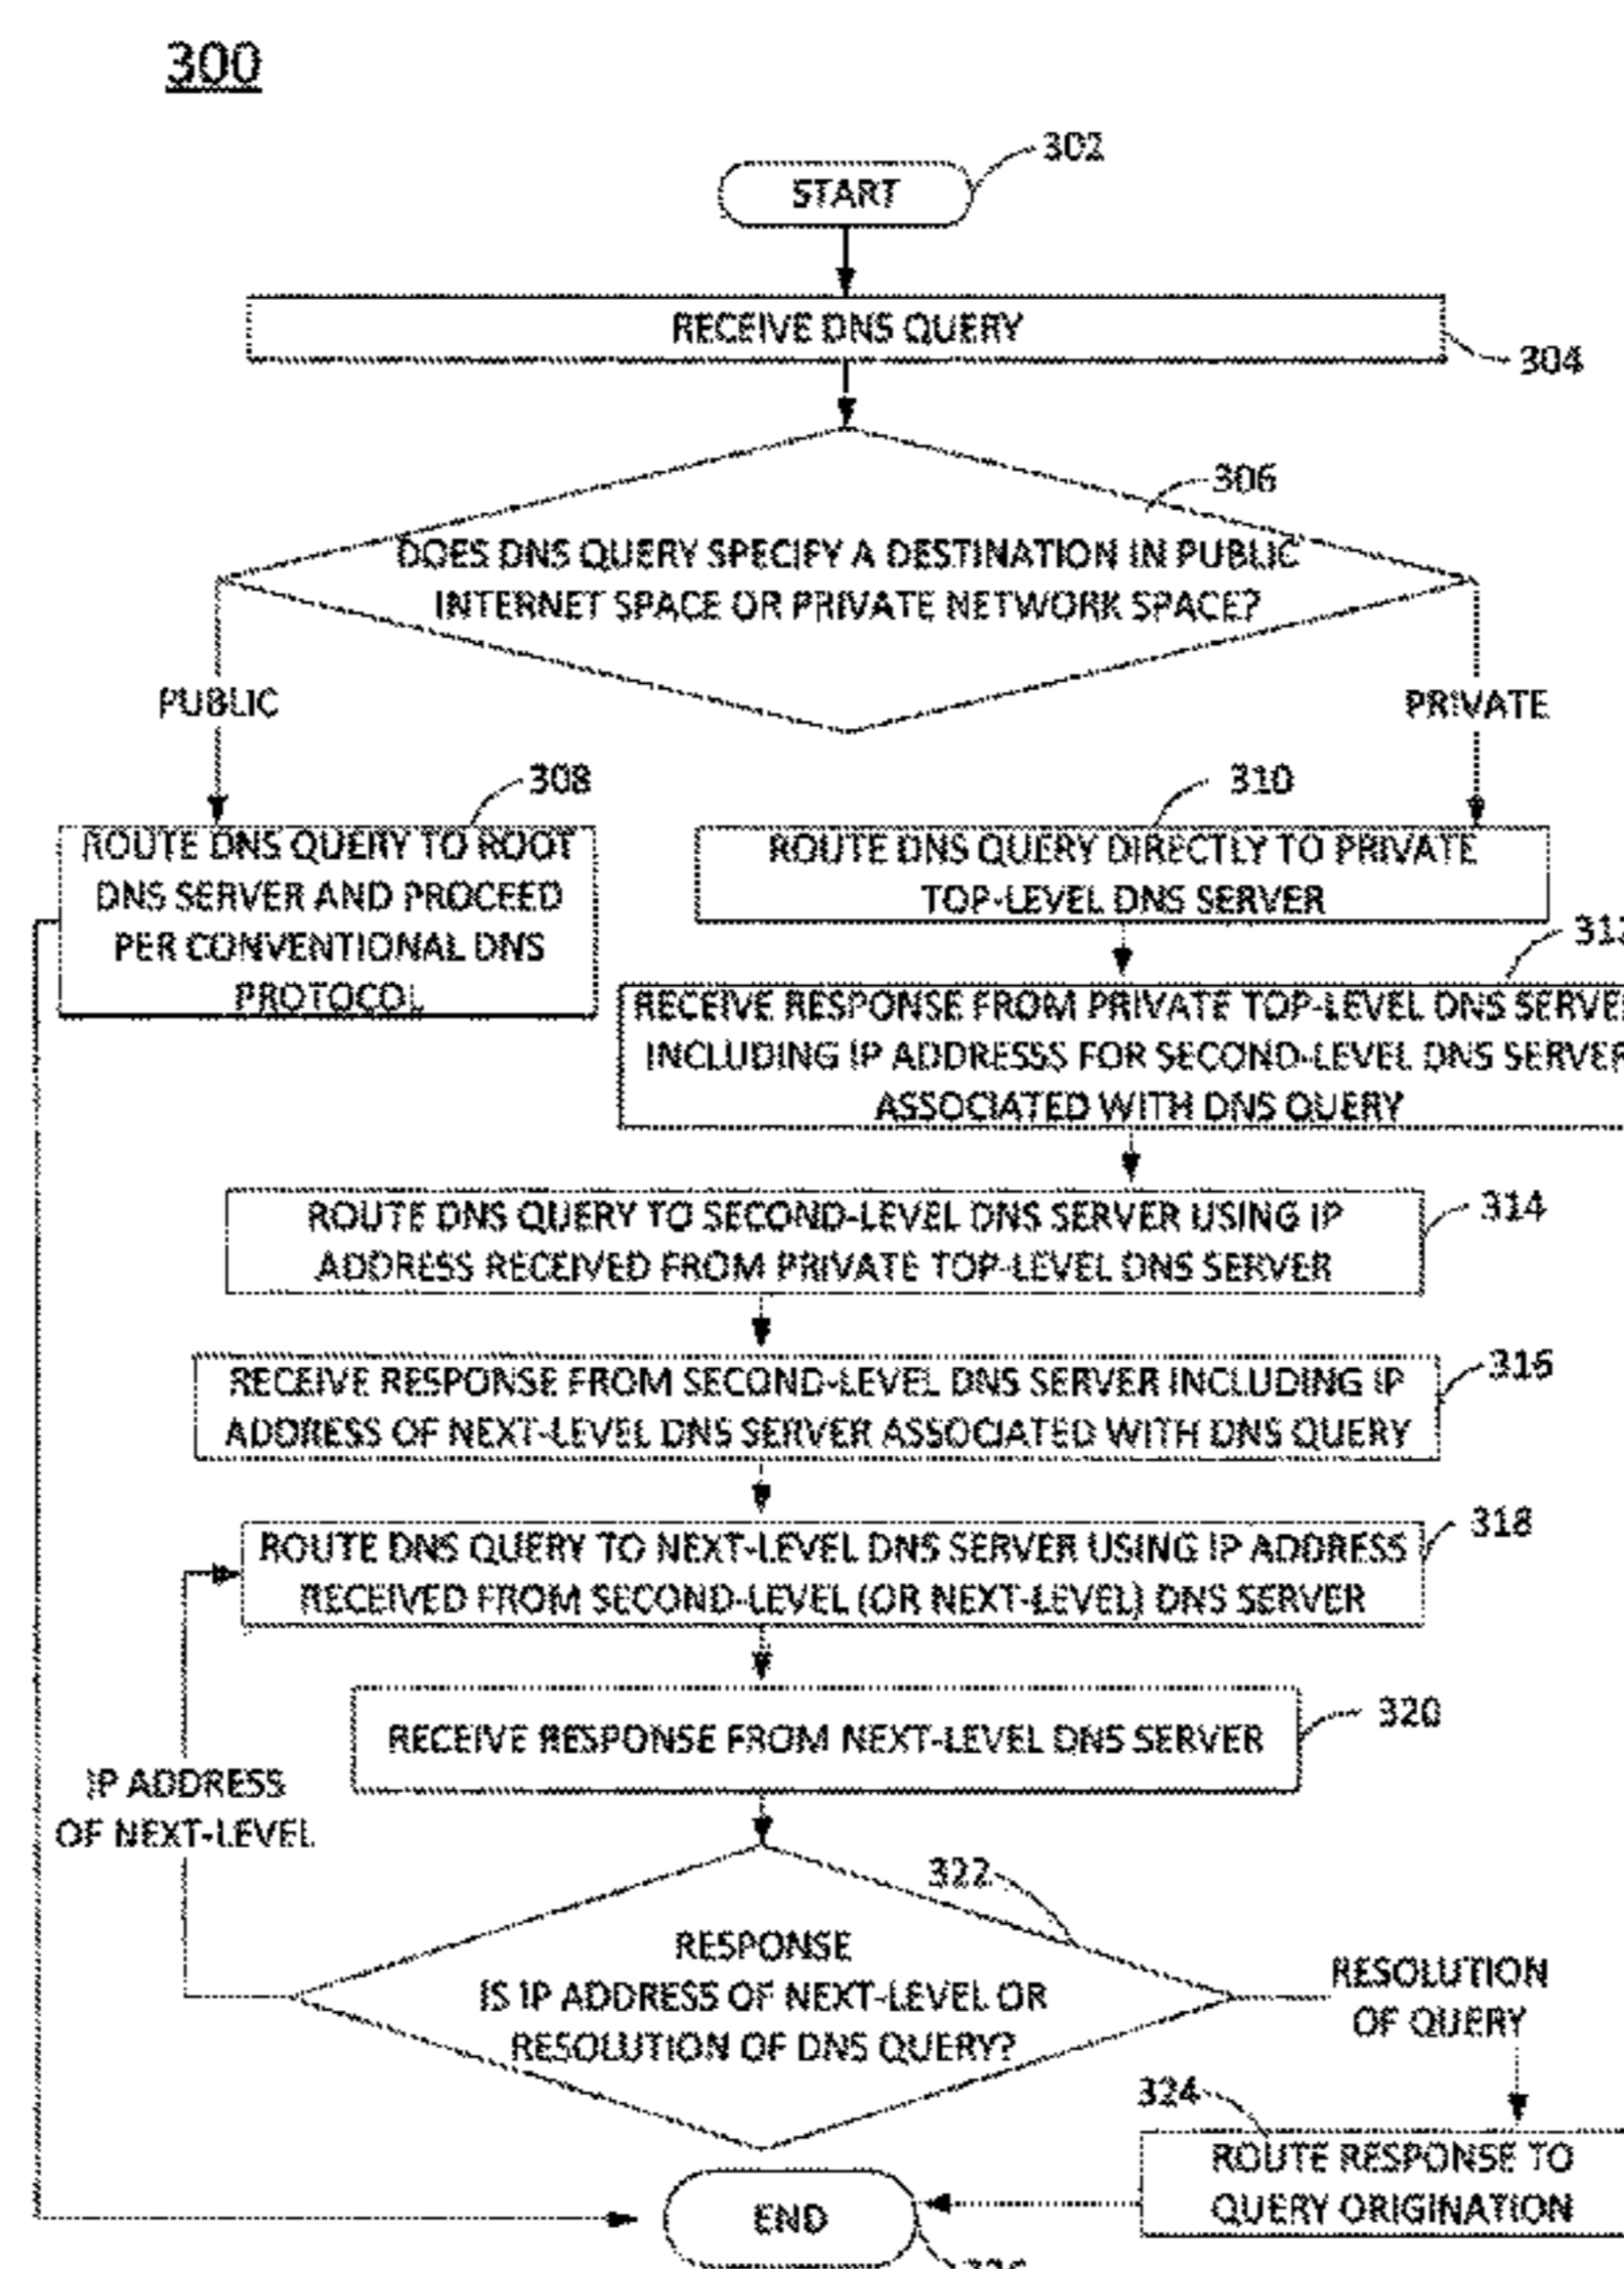 300
302
START
RECEIVE DNS QUERY
304
306
DOES DNS QUERY SPECIFY A DESTINATION IN PUBLIC
INTERNET SPACE OR PRIVATE NETWORK SPACE?
PUBLIC
PRIVATE
308
310
ROUTE DNS QUERY TO ROOT
DNS SERVER AND PROCEED
PER CONVENTIONAL DNS
PROTOCOL
ROUTE DNS QUERY DIRECTLY TO PRIVATE
TOP-LEVEL DNS SERVER
RECEIVE RESPONSE FROM PRIVATE TOP-LEVEL DNS
INCLUDING IP ADDRESSS FOR SECOND-LEVEL DNS SERVER
ASSOCIATED WITH DNS QUERY
ROUTE DNS QUERY TO SECOND-LEVEL DNS SERVER USING IP
ADDRESS RECEIVED FROM PRIVATE TOP-LEVEL DNS SERVER
314
RECEIVE RESPONSE FROM SECOND-LEVEL DNS SERVER INCLUDING IP
ADDRESS OF NEXT-LEVEL DNS SERVER ASSOCIATED WITH DNS QUERY
316
ROUTE DNS QUERY TO NEXT-LEVEL DNS SERVER USING IP ADDRESS
RECEIVED FROM SECOND-LEVEL (OR NEXT-LEVEL) DNS SERVER
318
RECEIVE RESPONSE FROM NEXT-LEVEL DNS SERVER
320
IP ADDRESS
OF NEXT-LEVEL
322
RESPONSE
IS IP ADDRESS OF NEXT-LEVEL OR
RESOLUTION OF DNS QUERY?
RESOLUTION
OF QUERY
324
ROUTE RESPONSE TO
QUERY ORIGINATION
END